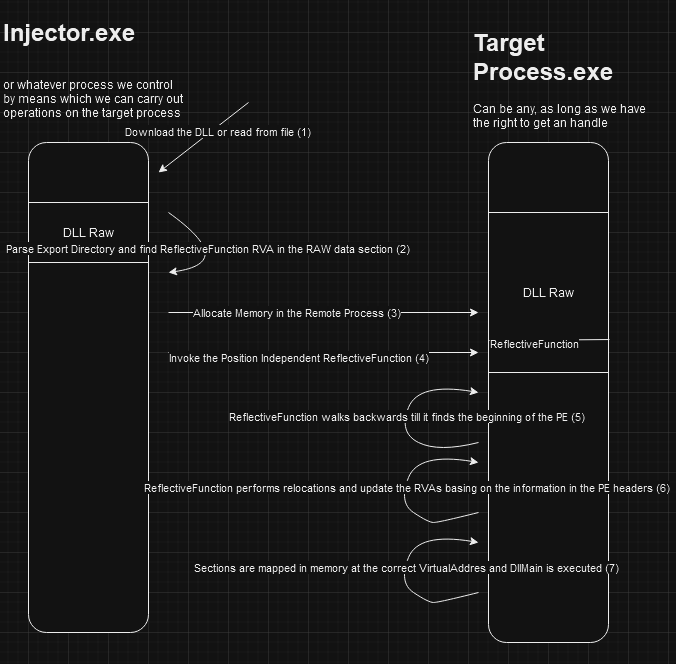 Injector.exe
or whatever process we control
by means which we can carry out
operations on the target process
Target
Process.exe
Can be any, as long as we have
the right to get an handle
Download the DLL or read from file (1)
DLL Raw
Parse Export Directory and find ReflectiveFunction RVA in the RAW data section (2)
DLL Raw
Allocate Memory in the Remote Process (3)
ReflectiveFunction
Invoke the Position Independent ReflectiveFunction (4)
ReflectiveFunction walks backwards till it finds the beginning of the PE (5)
ReflectiveFunction performs relocations and update the RVAs basing on the information in the PE headers (6)
Sections are mapped in memory at the correct VirtualAddres and DllMain is executed (7)